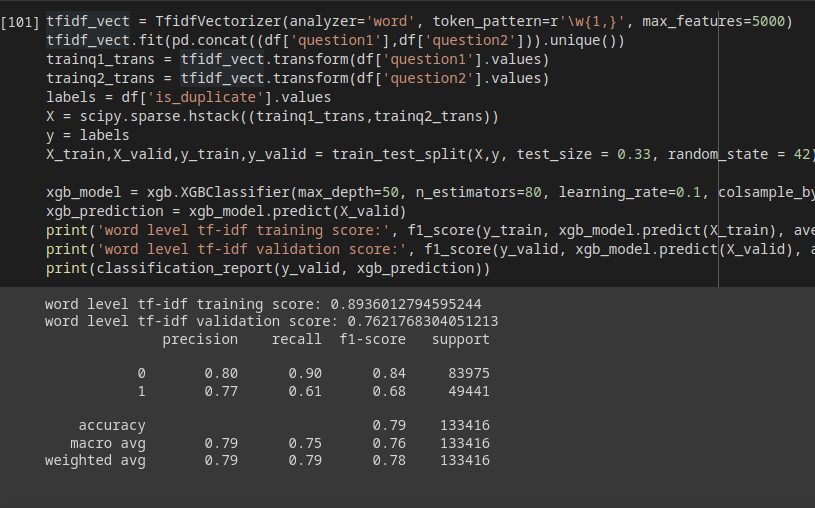 [101] tfidf_vect = TfidfVectorizer(analyzer='word', token_pattern=r'\w{1,}', max_features=5000)
tfidf_vect.fit(pd.concat((df['question1'],df['question2'])).unique())
trainq1_trans = tfidf_vect.transform(df['question1'].values)
trainq2_trans = tfidf_vect.transform(df['question2'].values)
labels = df['is_duplicate'].values
X = scipy.sparse.hstack((trainq1_trans,trainq2_trans))
y = labels
X_train,X_valid,y_train,y_valid = train_test_split(X,y, test_size = 0.33, random_state = 42)
xgb_model = xgb.XGBClassifier(max_depth=50, n_estimators=80, learning_rate=0.1, colsample_by
xgb_prediction = xgb_model.predict(X_valid)
print('word level tf-idf training score:', f1_score(y_train, xgb_model.predict(X_train), ave
print('word level tf-idf validation score:', f1_score(y_valid, xgb_model.predict(X_valid), a
print(classification_report(y_valid, xgb_prediction))
word level tf-idf training score: 0.8936012794595244
word level tf-idf validation score: 0.7621768304051213
precision recall f1-score support
0 0.80 0.90 0.84 83975
1 0.77 0.61 0.68 49441
accuracy 0.79 133416
macro avg 0.79 0.75 0.76 133416
weighted avg 0.79 0.79 0.78 133416